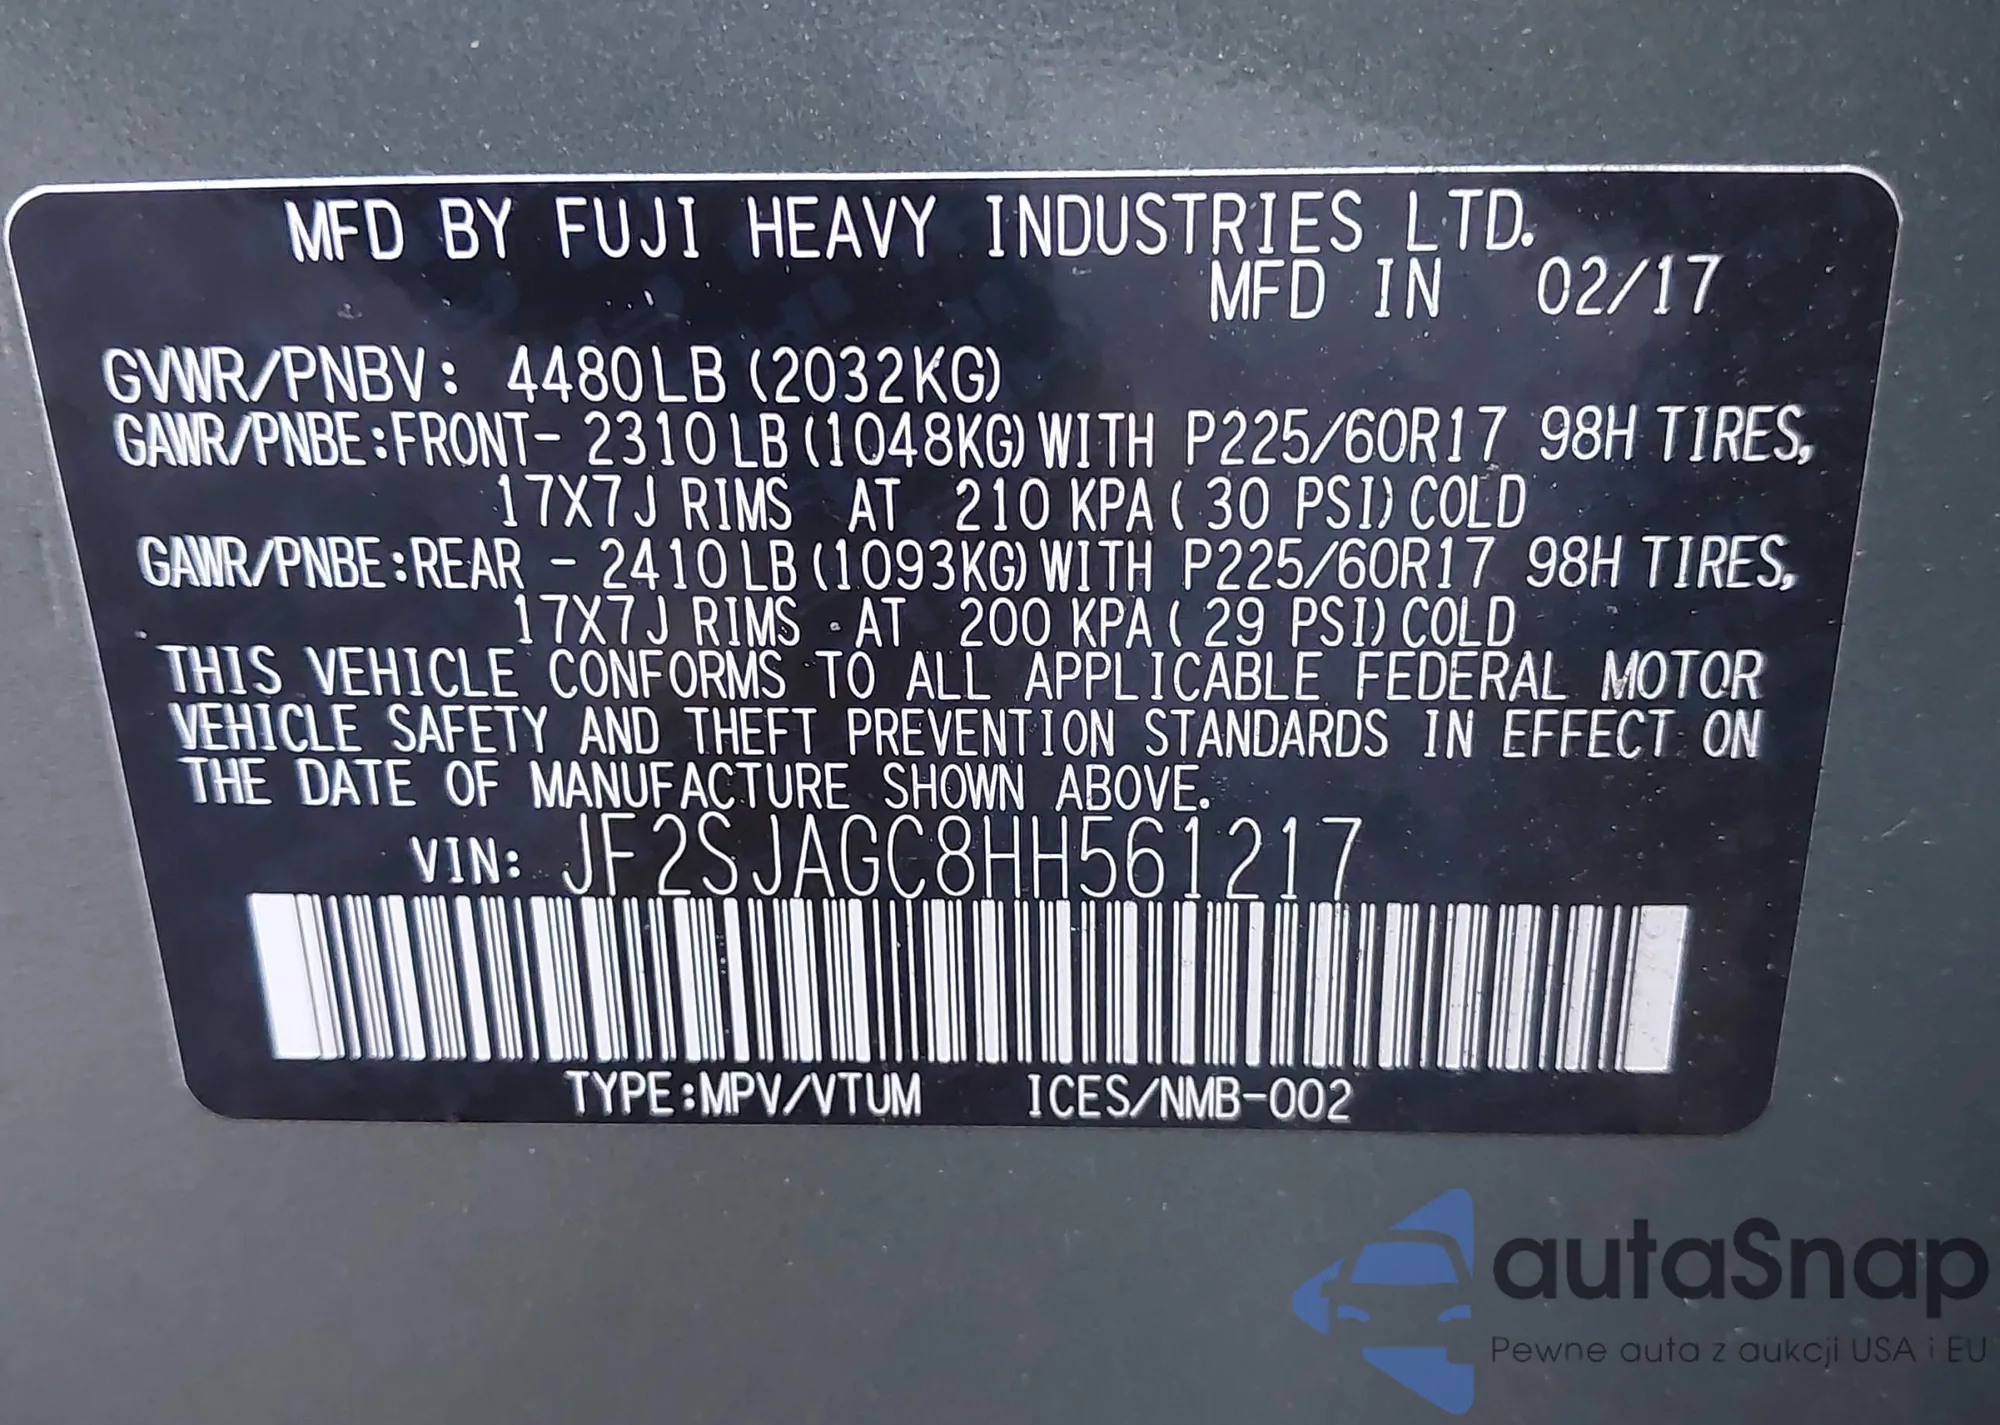 MFD BY FUJI HEAVY INDUSTRIES LTD.
MFD IN 02/17
GVWR/PNBV: 4480LB (2032KG)
GAWR/PNBE:FRONT- 2310LB (1048KG) WITH P225/60R17 98H TIRES,
17X7J RIMS AT 210 KPA ( 30 PSI) COLD
GAWR/PNBE:REAR - 2410LB (1093KG) WITH P225/60R17 98H TIRES,
17X7J RIMS AT 200 KPA ( 29 PSI) COLD
THIS VEHICLE CONFORMS TO ALL APPLICABLE FEDERAL MOTOR
VEHICLE SAFETY AND THEFT PREVENTION STANDARDS IN EFFECT ON
THE DATE OF MANUFACTURE SHOWN ABOVE.
VIN: JF2SJAGC8HH561217
TYPE:MPV/VTUM ICES/NMB-002
autaSnap
Pewne auta z aukcji USA i EU